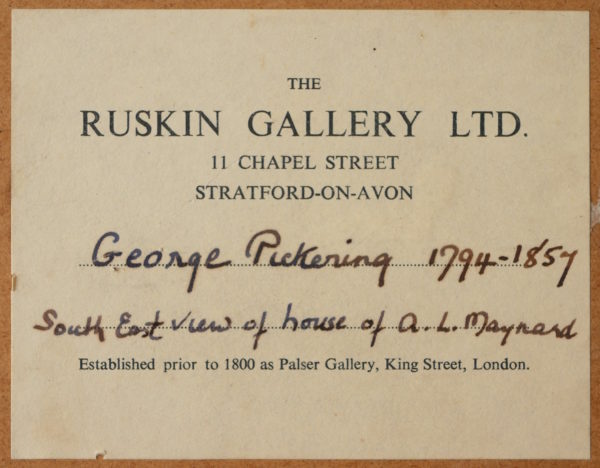 THE
RUSKIN GALLERY LTD.
11 CHAPEL STREET
STRATFORD-ON-AVON
George Pickering 1794-1857
South East view of house of A. L. Maynard
Established prior to 1800 as Palser Gallery, King Street, London.